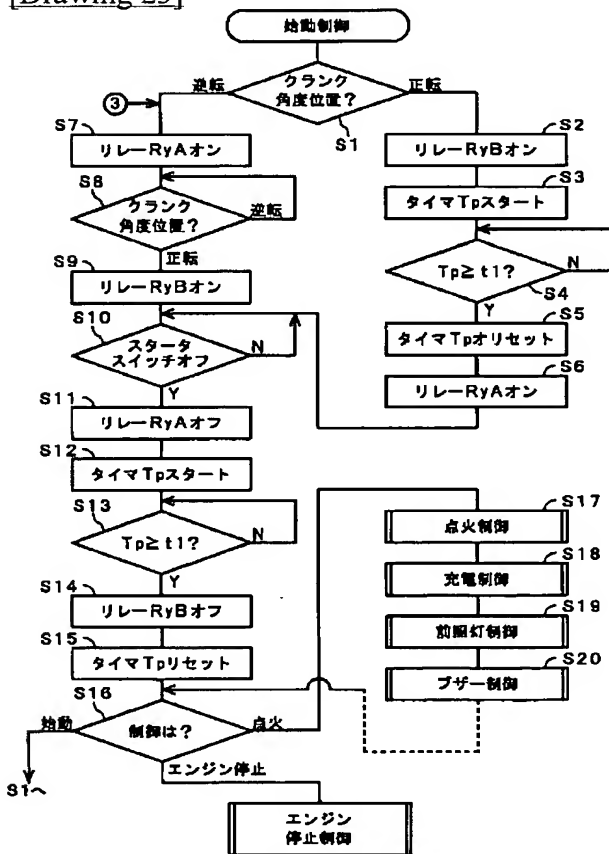 [Drawing 25]
始動制御
クランク
角度位置？
逆転
正転
S1
③
S7
リレーRyAオン
S8
クランク
角度位置？
逆転
正転
S9
リレーRyBオン
S10
スタータ
スイッチオフ
N
Y
S11
リレーRyAオフ
S12
タイマTpスタート
S13
Tp≧t1？
N
Y
S14
リレーRyBオフ
S15
タイマTpリセット
S16
制御は？
始動
点火
エンジン停止
S1へ
エンジン
停止制御
S2
リレーRyBオン
S3
タイマTpスタート
Tp≧t1？
N
S4
Y
S5
タイマTpオリセット
S6
リレーRyAオン
S17
点火制御
S18
充電制御
S19
前照灯制御
S20
ブザー制御